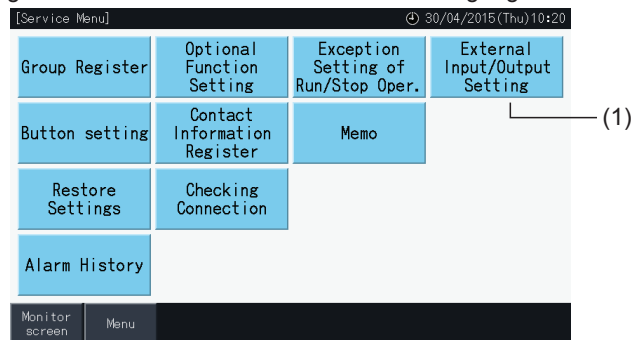 [Service Menu]
30/04/2015(Thu)10:20
Group Register
Optional
Function
Setting
Exception
Setting of
Run/Stop Oper.
External
Input/Output
Setting
(1)
Button setting
Contact
Information
Register
Memo
Restore
Settings
Checking
Connection
Alarm History
Monitor
screen
Menu